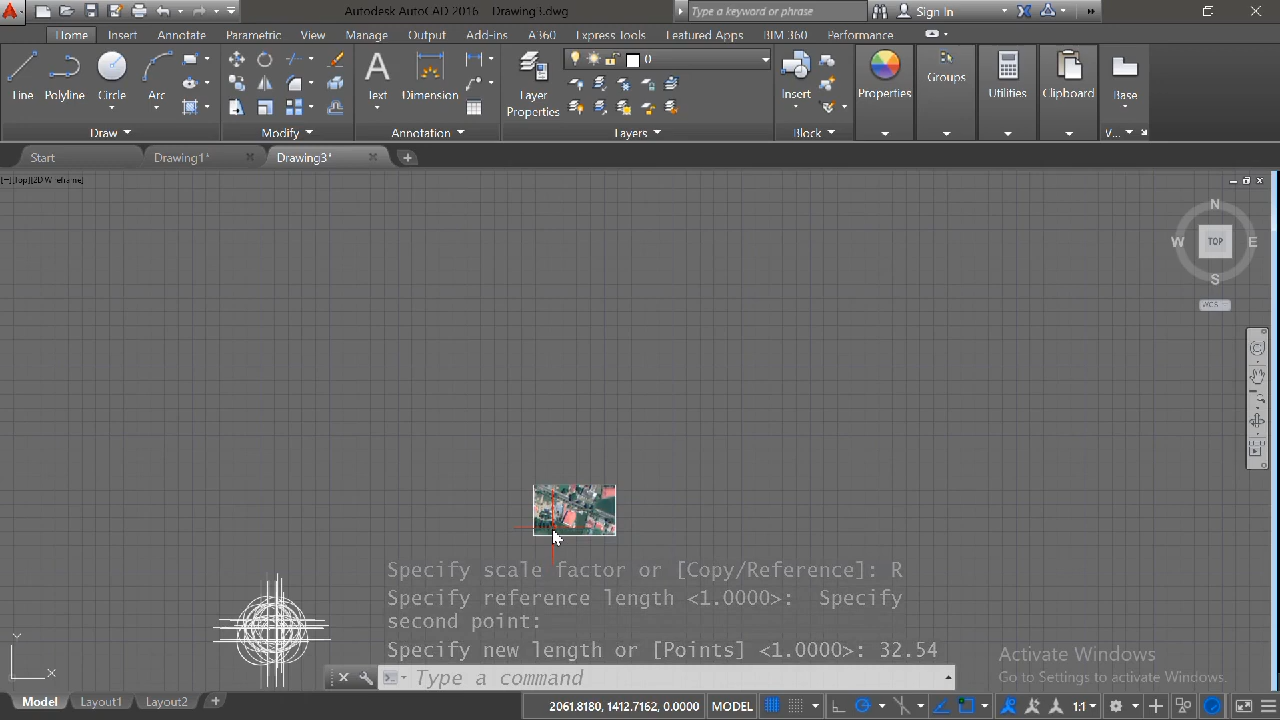 Autodesk AutoCAD 2016 Drawing3.dwg
Type a keyword or phrase
Sign In
Home Insert Annotate Parametric View Manage Output Add-ins A360 Express Tools Featured Apps BIM 360 Performance
Line Polyline Circle Arc
Text Dimension
Layer
Properties
0
Insert
Properties
Groups
Utilities
Clipboard
Base
Draw Modify Annotation Layers Block V...
Start Drawing1* Drawing3*
[−][Top][2D Wireframe]
N
W TOP E
S
WCS
Specify scale factor or [Copy/Reference]: R
Specify reference length <1.0000>: Specify
second point:
Specify new length or [Points] <1.0000>: 32.54
Type a command
Y
X
Activate Windows
Go to Settings to activate Windows.
Model Layout1 Layout2
2061.8180, 1412.7162, 0.0000 MODEL
1:1